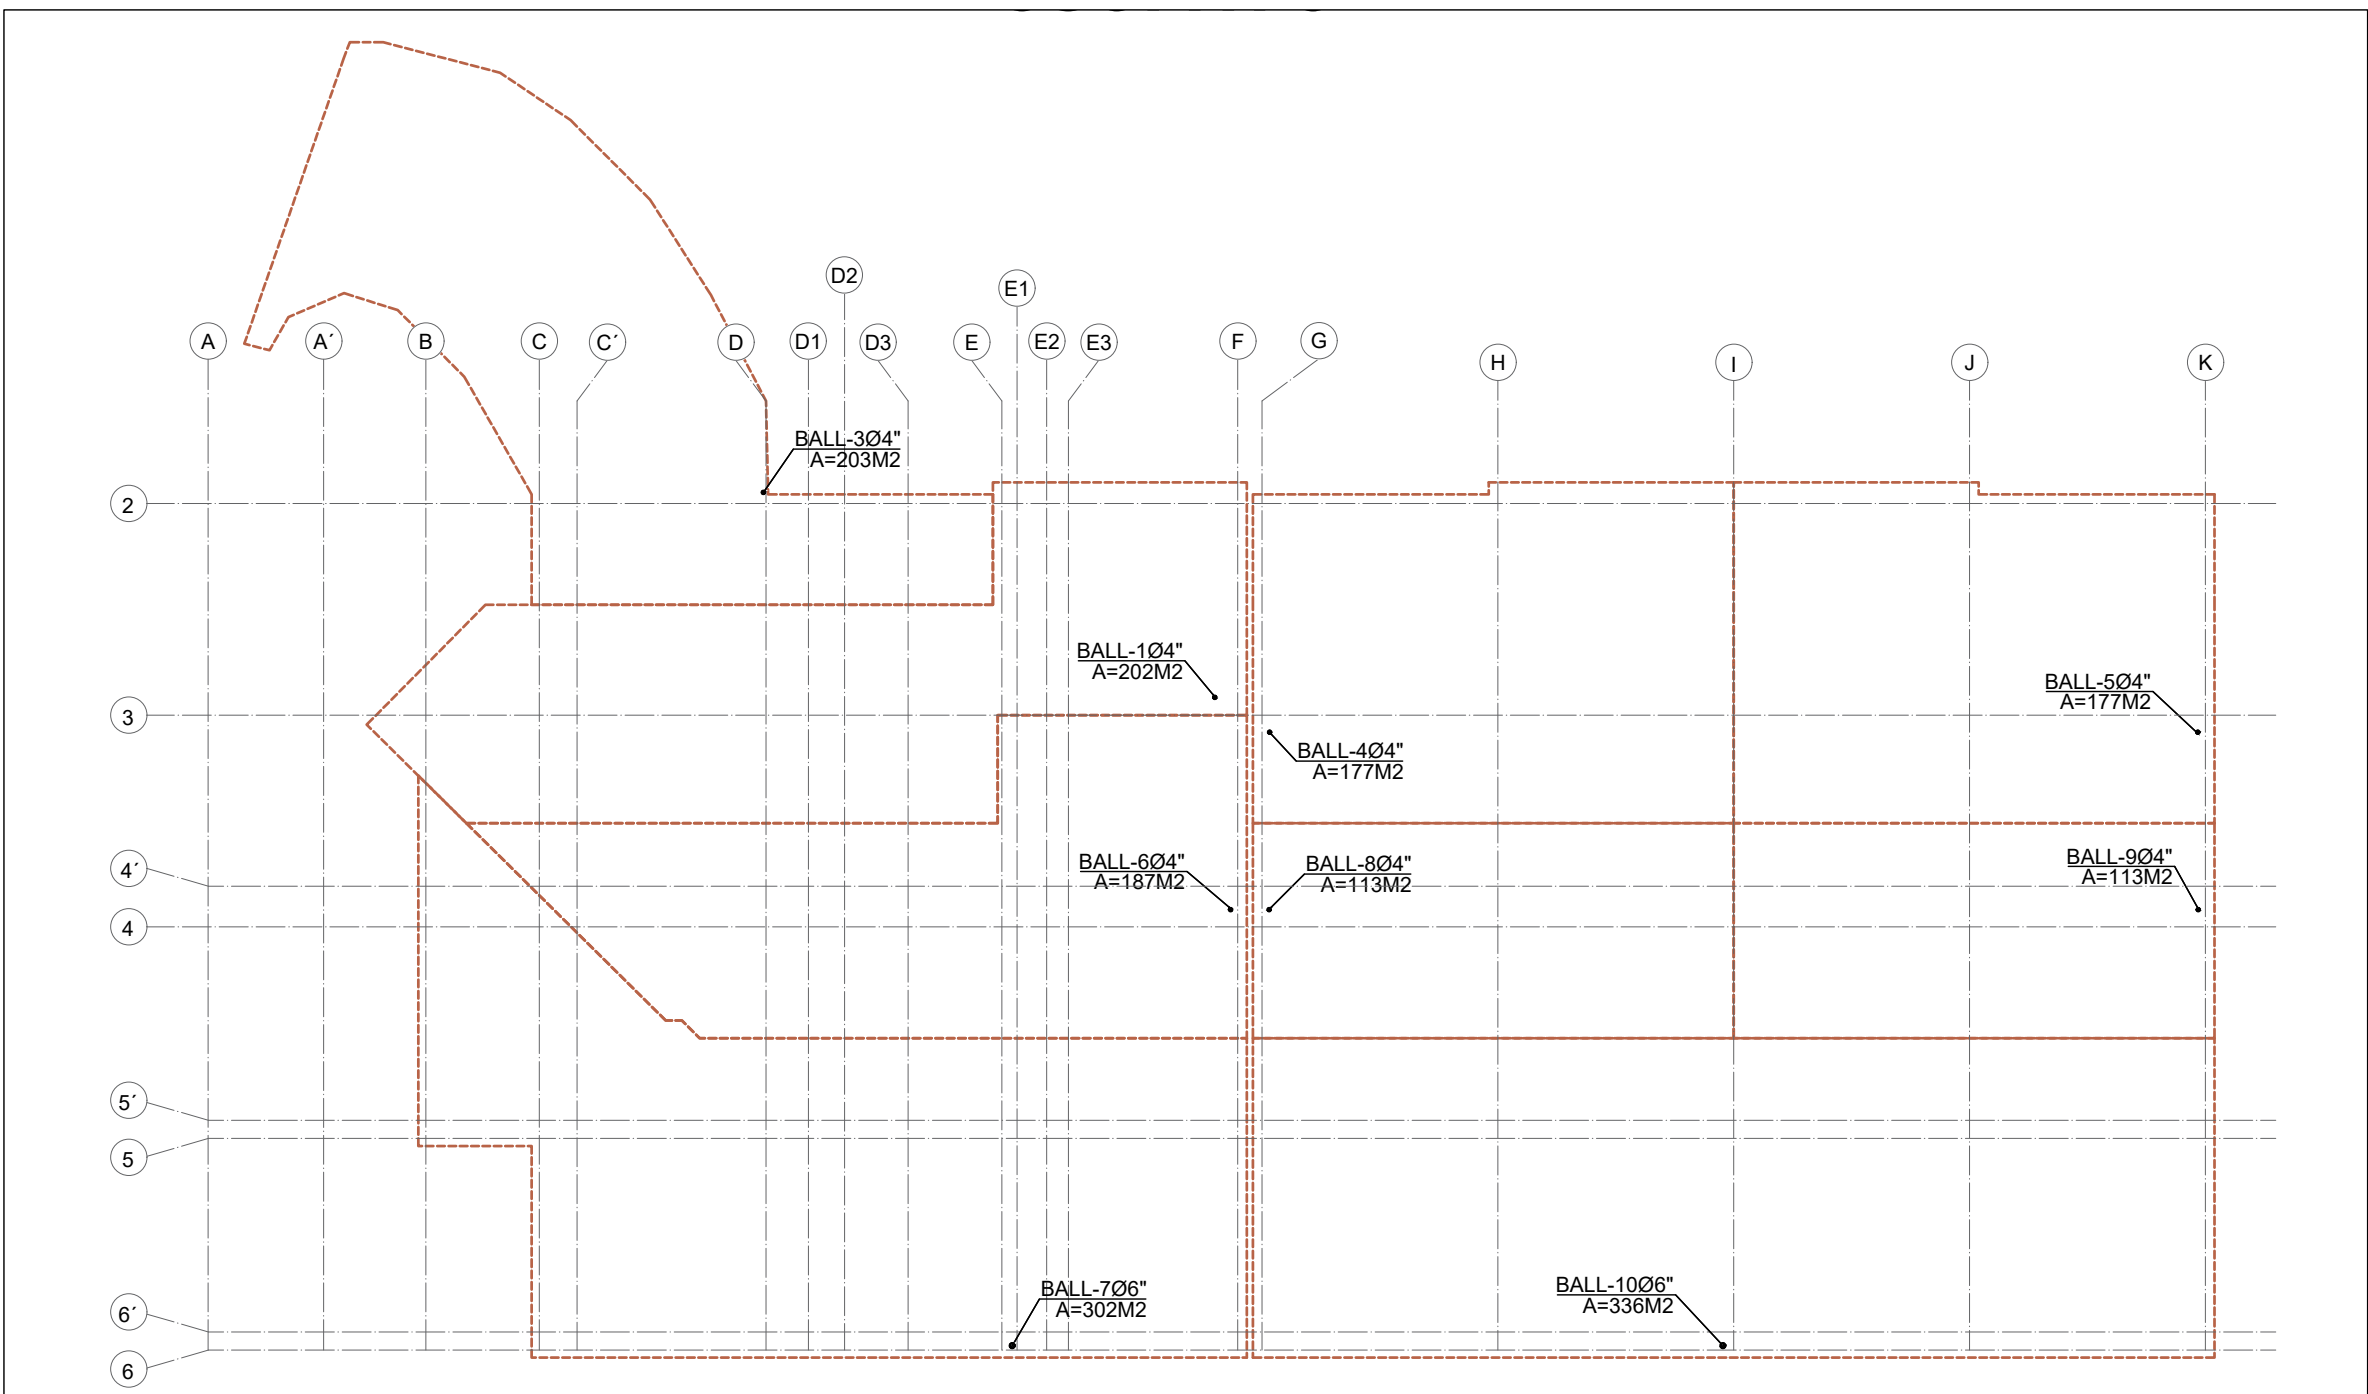 D2
E1
A
A´
B
C
C´
D
D1
D3
E
E2
E3
F
G
H
I
J
K
BALL-3Ø4"
A=203M2
2
BALL-1Ø4"
A=202M2
BALL-5Ø4"
A=177M2
3
BALL-4Ø4"
A=177M2
4´
BALL-6Ø4"
A=187M2
BALL-8Ø4"
A=113M2
BALL-9Ø4"
A=113M2
4
5´
5
BALL-7Ø6"
A=302M2
BALL-10Ø6"
A=336M2
6´
6